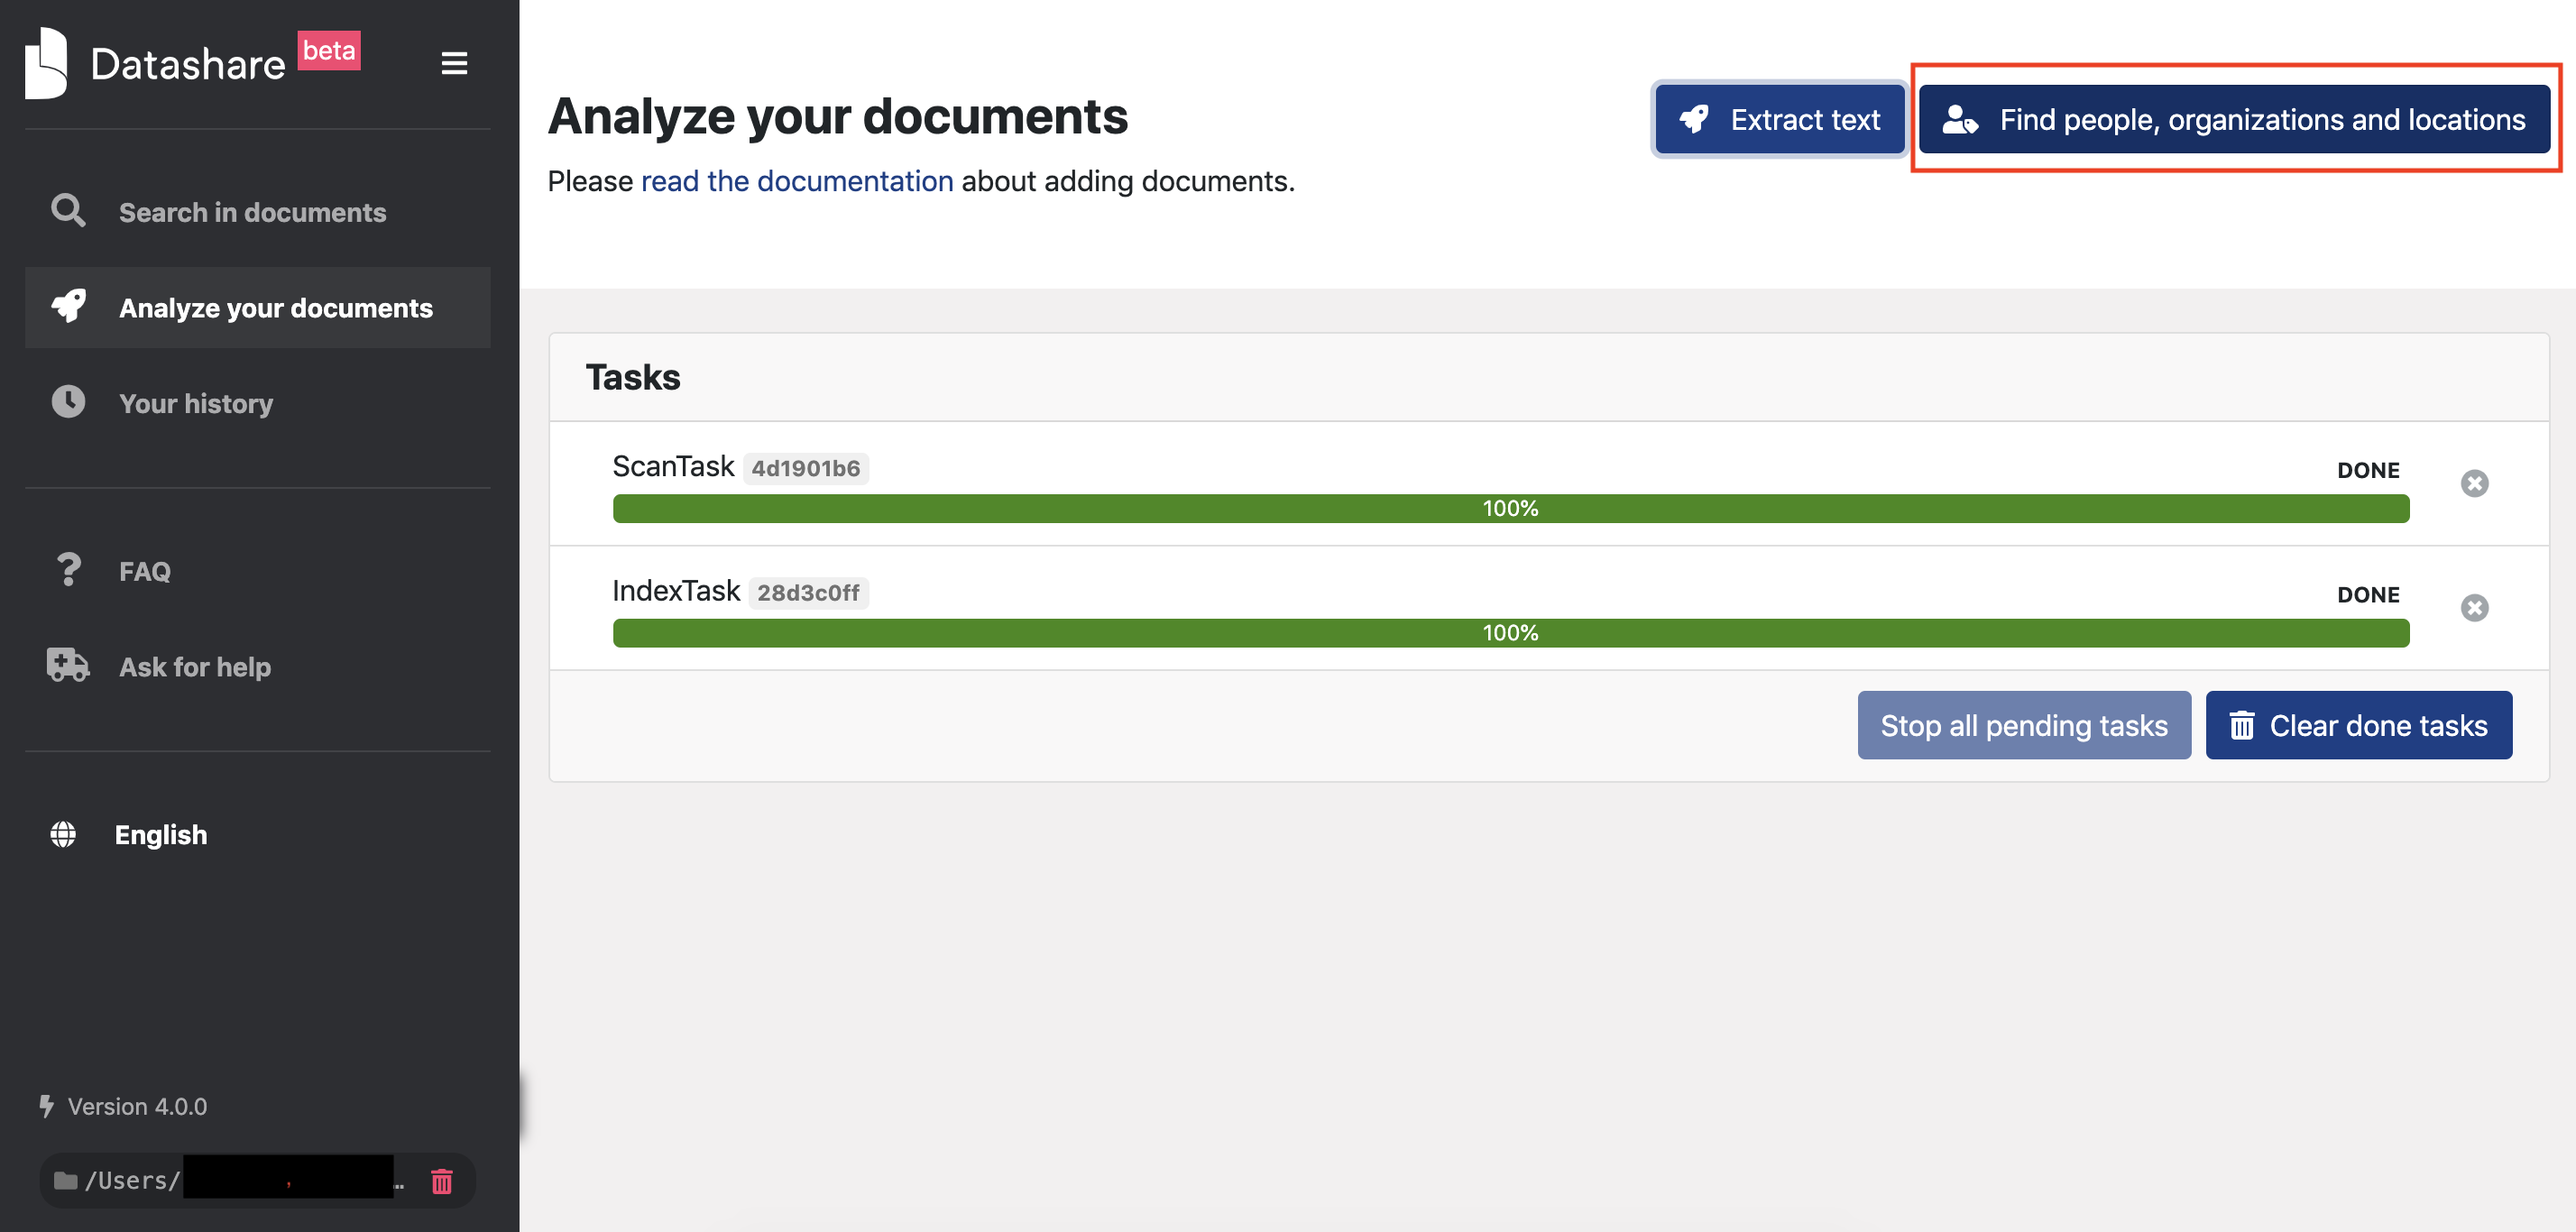 Datashare beta
Search in documents
Analyze your documents
Your history
FAQ
Ask for help
English
Version 4.0.0
/Users/ …
Analyze your documents
Please read the documentation about adding documents.
Extract text
Find people, organizations and locations
Tasks
ScanTask 4d1901b6 DONE
100%
IndexTask 28d3c0ff DONE
100%
Stop all pending tasks
Clear done tasks